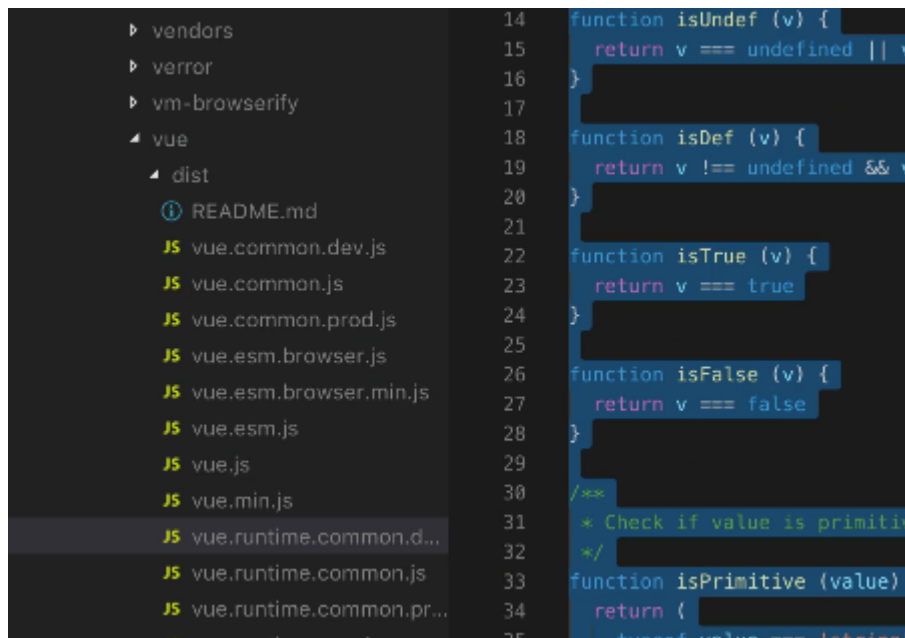 vendors
verror
vm-browserify
vue
dist
README.md
JS vue.common.dev.js
JS vue.common.js
JS vue.common.prod.js
JS vue.esm.browser.js
JS vue.esm.browser.min.js
JS vue.esm.js
JS vue.js
JS vue.min.js
JS vue.runtime.common.d...
JS vue.runtime.common.js
JS vue.runtime.common.pr...
14 function isUndef (v) {
15 return v === undefined || v
16 }
17
18 function isDef (v) {
19 return v !== undefined && v
20 }
21
22 function isTrue (v) {
23 return v === true
24 }
25
26 function isFalse (v) {
27 return v === false
28 }
29
30 /**
31 * Check if value is primitiv
32 */
33 function isPrimitive (value)
34 return (
35 typeof value === 'string